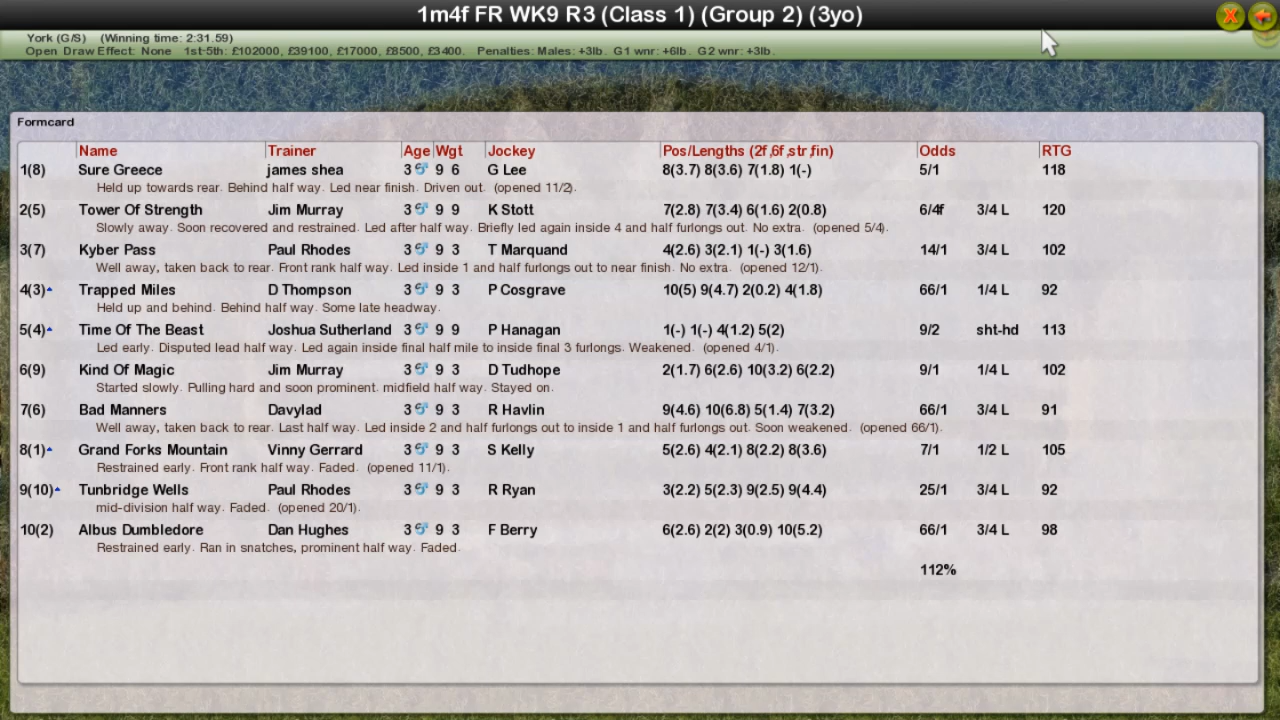 1m4f FR WK9 R3 (Class 1) (Group 2) (3yo)
York (G/S) (Winning time: 2:31.59)
Open Draw Effect: None 1st-5th: £102000, £39100, £17000, £8500, £3400. Penalties: Males: +3lb. G1 wnr: +6lb. G2 wnr: +3lb.
Formcard
Name Trainer Age Wgt Jockey Pos/Lengths (2f,6f,str,fin) Odds RTG
1(8) Sure Greece james shea 3 9 6 G Lee 8(3.7) 8(3.6) 7(1.8) 1(-) 5/1 118
Held up towards rear. Behind half way. Led near finish. Driven out. (opened 11/2).
2(5) Tower Of Strength Jim Murray 3 9 9 K Stott 7(2.8) 7(3.4) 6(1.6) 2(0.8) 6/4f 3/4 L 120
Slowly away. Soon recovered and restrained. Led after half way. Briefly led again inside 4 and half furlongs out. No extra. (opened 5/4).
3(7) Kyber Pass Paul Rhodes 3 9 3 T Marquand 4(2.6) 3(2.1) 1(-) 3(1.6) 14/1 3/4 L 102
Well away, taken back to rear. Front rank half way. Led inside 1 and half furlongs out to near finish. No extra. (opened 12/1).
4(3) Trapped Miles D Thompson 3 9 3 P Cosgrave 10(5) 9(4.7) 2(0.2) 4(1.8) 66/1 1/4 L 92
Held up and behind. Behind half way. Some late headway.
5(4) Time Of The Beast Joshua Sutherland 3 9 9 P Hanagan 1(-) 1(-) 4(1.2) 5(2) 9/2 sht-hd 113
Led early. Disputed lead half way. Led again inside final half mile to inside final 3 furlongs. Weakened. (opened 4/1).
6(9) Kind Of Magic Jim Murray 3 9 3 D Tudhope 2(1.7) 6(2.6) 10(3.2) 6(2.2) 9/1 1/4 L 102
Started slowly. Pulling hard and soon prominent. midfield half way. Stayed on.
7(6) Bad Manners Davylad 3 9 3 R Havlin 9(4.6) 10(6.8) 5(1.4) 7(3.2) 66/1 3/4 L 91
Well away, taken back to rear. Last half way. Led inside 2 and half furlongs out to inside 1 and half furlongs out. Soon weakened. (opened 66/1).
8(1) Grand Forks Mountain Vinny Gerrard 3 9 3 S Kelly 5(2.6) 4(2.1) 8(2.2) 8(3.6) 7/1 1/2 L 105
Restrained early. Front rank half way. Faded. (opened 11/1).
9(10) Tunbridge Wells Paul Rhodes 3 9 3 R Ryan 3(2.2) 5(2.3) 9(2.5) 9(4.4) 25/1 3/4 L 92
mid-division half way. Faded. (opened 20/1).
10(2) Albus Dumbledore Dan Hughes 3 9 3 F Berry 6(2.6) 2(2) 3(0.9) 10(5.2) 66/1 3/4 L 98
Restrained early. Ran in snatches, prominent half way. Faded.
112%